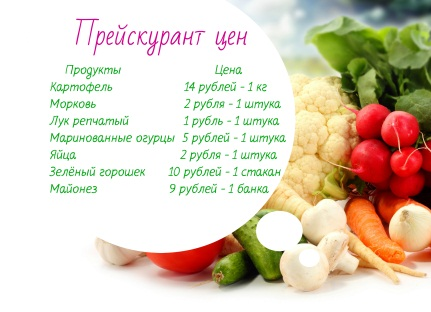 Прейскурант цен
Продукты Цена
Картофель 14 рублей - 1 кг
Морковь 2 рубля - 1 штука
Лук репчатый 1 рубль - 1 штука
Маринованные огурцы 5 рублей - 1 штука
Яйца 2 рубля - 1 штука
Зелёный горошек 10 рублей - 1 стакан
Майонез 9 рублей - 1 банка